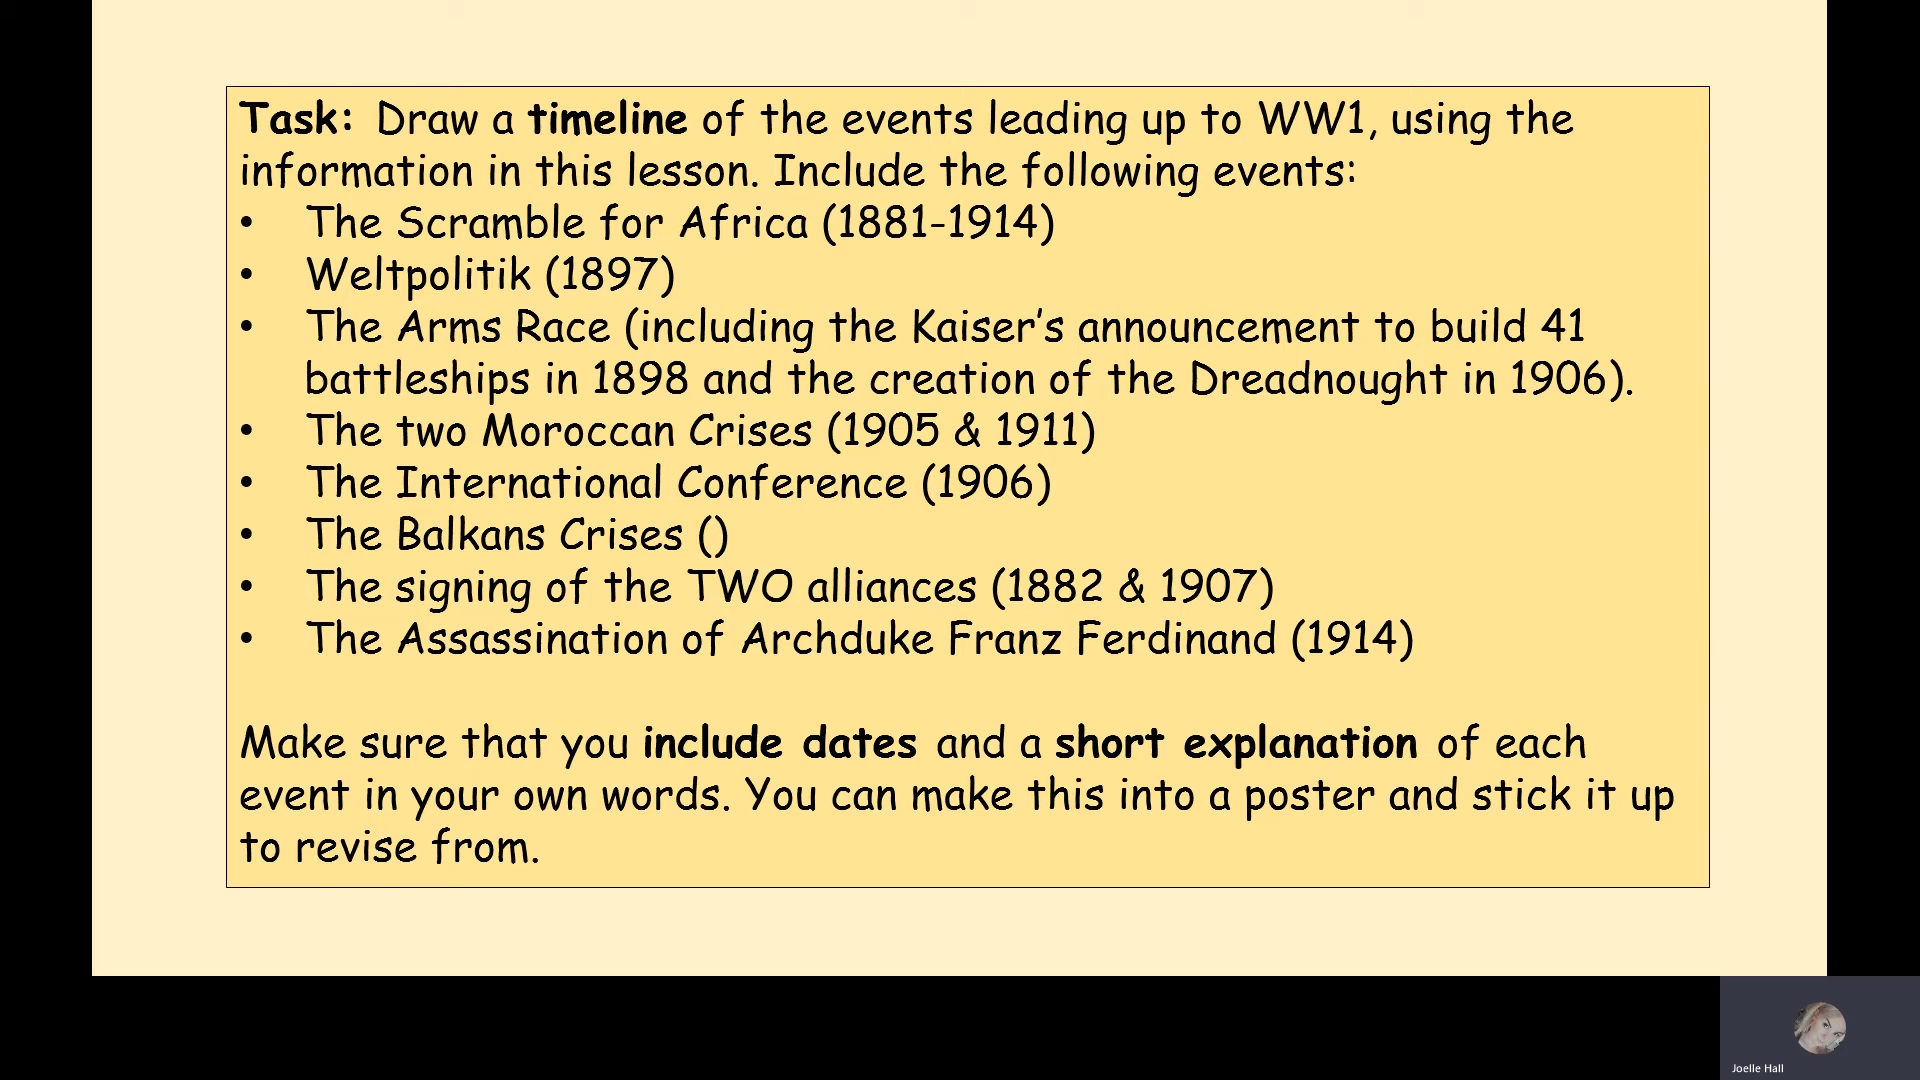 Task: Draw a timeline of the events leading up to WW1, using the
information in this lesson. Include the following events:
• The Scramble for Africa (1881-1914)
• Weltpolitik (1897)
• The Arms Race (including the Kaiser’s announcement to build 41
battleships in 1898 and the creation of the Dreadnought in 1906).
• The two Moroccan Crises (1905 & 1911)
• The International Conference (1906)
• The Balkans Crises ()
• The signing of the TWO alliances (1882 & 1907)
• The Assassination of Archduke Franz Ferdinand (1914)
Make sure that you include dates and a short explanation of each
event in your own words. You can make this into a poster and stick it up
to revise from.
Joelle Hall